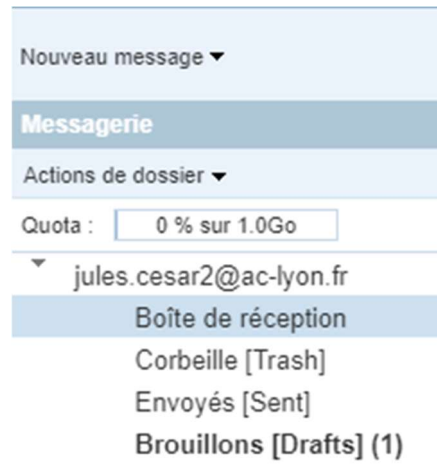 Nouveau message
Messagerie
Actions de dossier
Quota : 0 % sur 1.0Go
jules.cesar2@ac-lyon.fr
Boîte de réception
Corbeille [Trash]
Envoyés [Sent]
Brouillons [Drafts] (1)